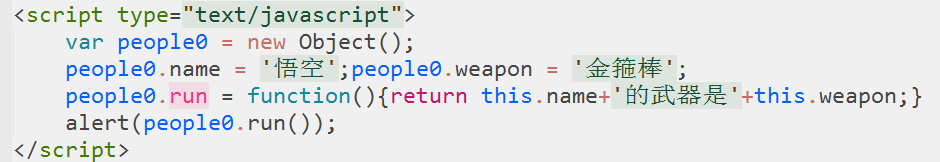 <script type="text/javascript">
var people0 = new Object();
people0.name = '悟空';people0.weapon = '金箍棒';
people0.run = function(){return this.name+'的武器是'+this.weapon;}
alert(people0.run());
</script>